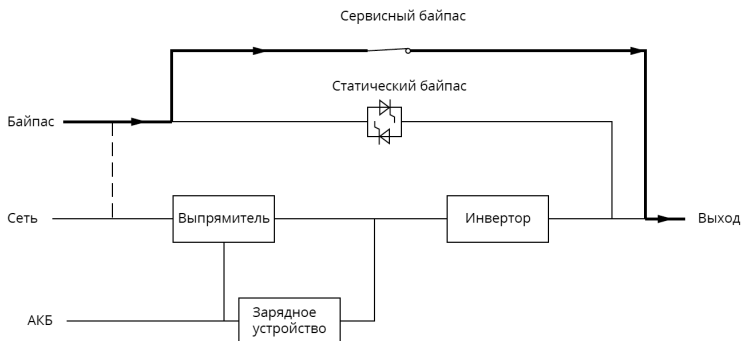 Сервисный байпас
Статический байпас
Байпас
Сеть
Выпрямитель
Инвертор
Выход
АКБ
Зарядное
устройство